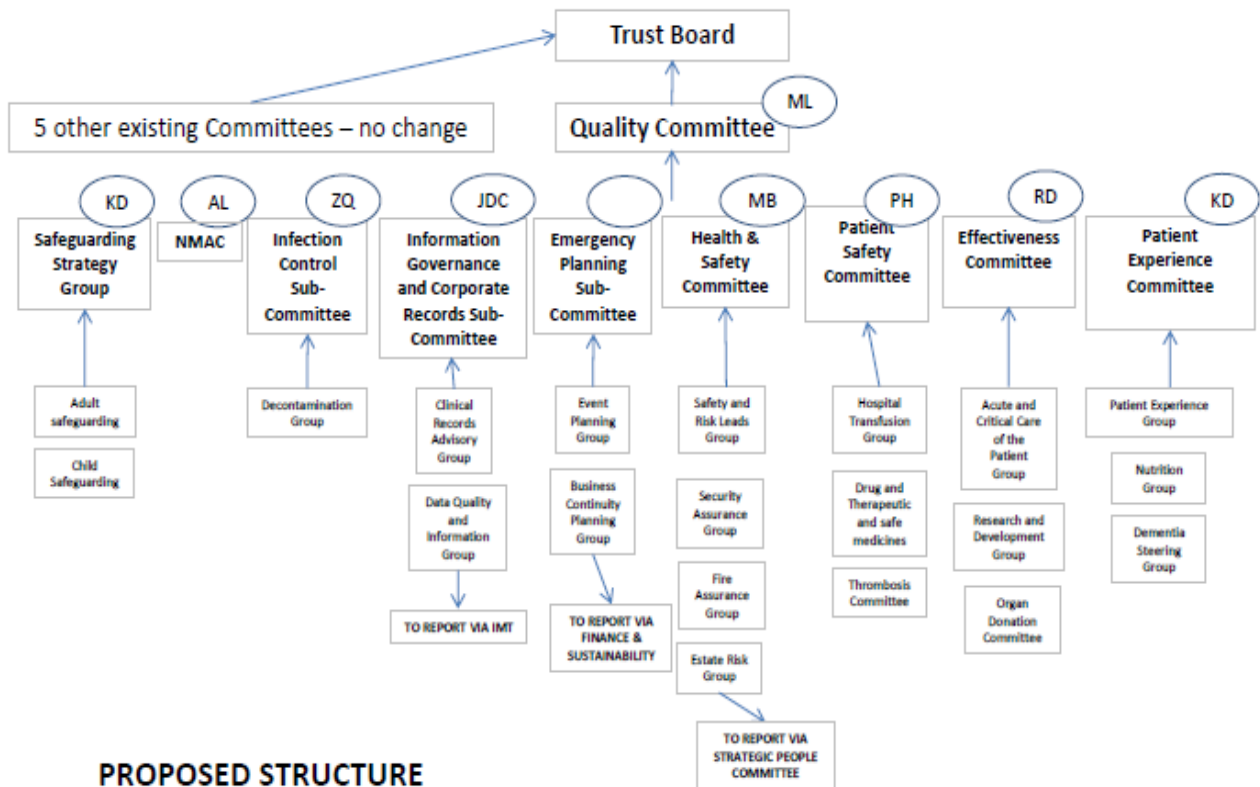 Trust Board
ML
5 other existing Committees – no change
Quality Committee
KD
AL
ZQ
JDC
MB
PH
RD
KD
Safeguarding
Strategy
Group
NMAC
Infection
Control
Sub-
Committee
Information
Governance
and Corporate
Records Sub-
Committee
Emergency
Planning
Sub-
Committee
Health &
Safety
Committee
Patient
Safety
Committee
Effectiveness
Committee
Patient
Experience
Committee
Adult
safeguarding
Child
Safeguarding
Decontamination
Group
Clinical
Records
Advisory
Group
Data Quality
and
Information
Group
TO REPORT VIA IMT
Event
Planning
Group
Business
Continuity
Planning
Group
TO REPORT VIA
FINANCE &
SUSTAINABILITY
Safety and
Risk Leads
Group
Security
Assurance
Group
Fire
Assurance
Group
Estate Risk
Group
TO REPORT VIA
STRATEGIC PEOPLE
COMMITTEE
Hospital
Transfusion
Group
Drug and
Therapeutic
and safe
medicines
Thrombosis
Committee
Acute and
Critical Care
of the
Patient
Group
Research and
Development
Group
Organ
Donation
Committee
Patient Experience
Group
Nutrition
Group
Dementia
Steering
Group
PROPOSED STRUCTURE